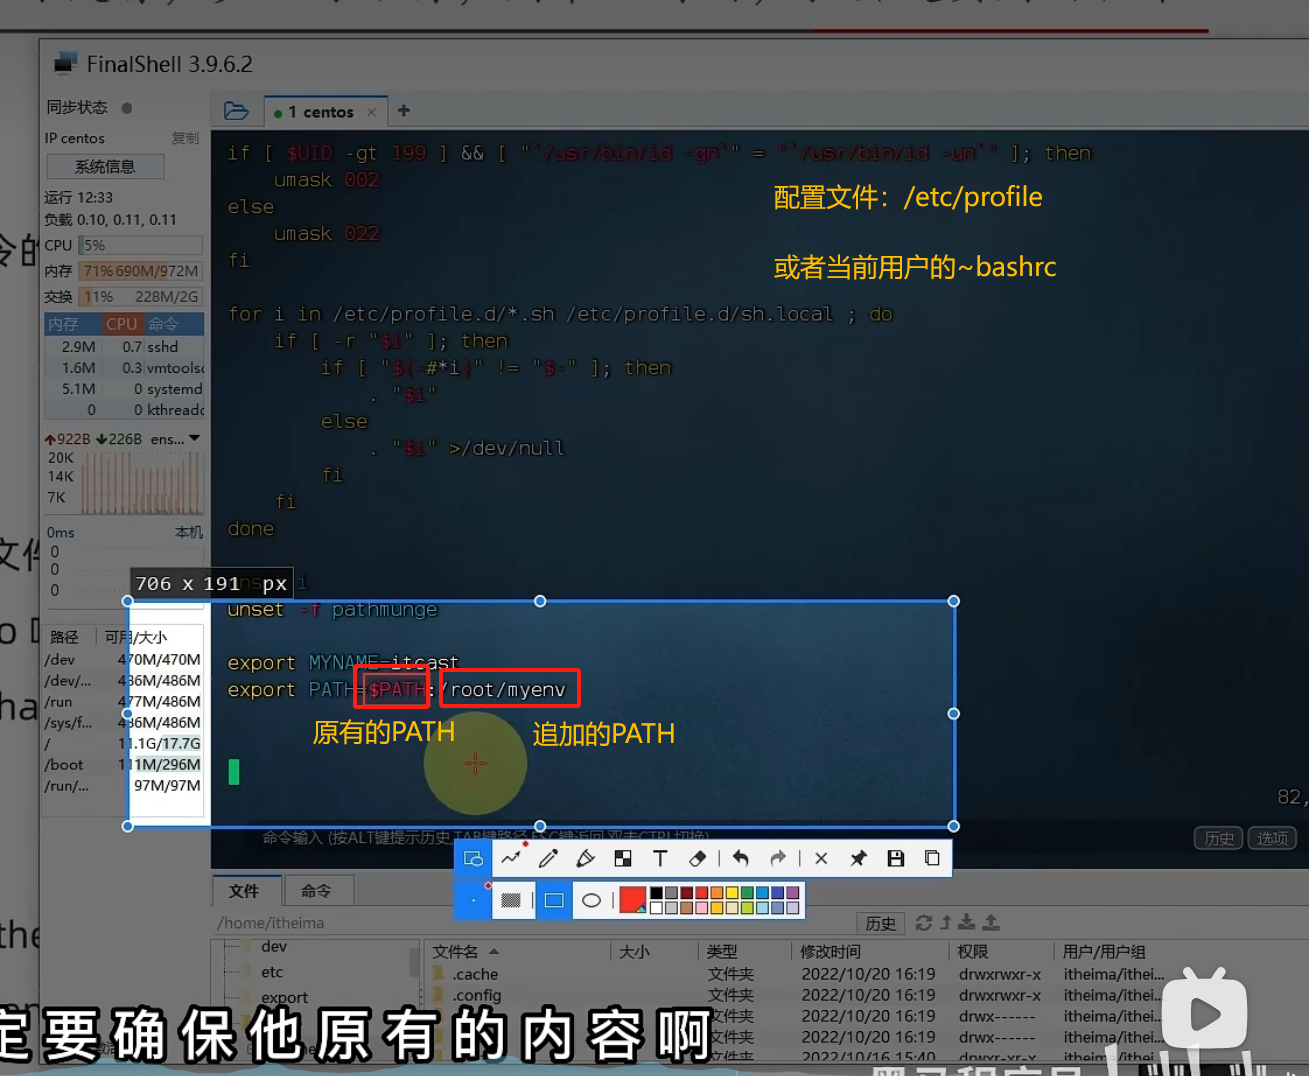 FinalShell 3.9.6.2
同步状态
1 centos
IP centos 复制
系统信息
运行 12:33
负载 0.10, 0.11, 0.11
CPU 5%
内存 71% 690M/972M
交换 11% 228M/2G
内存 CPU 命令
2.9M 0.7 sshd
1.6M 0.3 vmtoolsc
5.1M 0 systemd
0 0 kthreadc
922B 226B ens...
20K
14K
7K
0ms 本机
0
0
0
路径 可用/大小
/dev 470M/470M
/dev/... 486M/486M
/run 477M/486M
/sys/f... 486M/486M
/ 11.1G/17.7G
/boot 111M/296M
/run/... 97M/97M
if [ $UID -gt 199 ] && [ "`/usr/bin/id -gn`" = "`/usr/bin/id -un`" ]; then
umask 002
else
umask 022
fi
配置文件：/etc/profile
或者当前用户的~bashrc
for i in /etc/profile.d/*.sh /etc/profile.d/sh.local ; do
if [ -r "$i" ]; then
if [ "${-#*i}" != "$-" ]; then
. "$i"
else
. "$i" >/dev/null
fi
fi
done
706 x 191 px
i
unset -f pathmunge
export MYNAME=itcast
export PATH=$PATH:/root/myenv
原有的PATH
追加的PATH
82,
命令输入 (按ALT键提示历史,TAB键路径,ESC键返回,双击CTRL切换)
历史 选项
文件 命令
/home/itheima
历史
dev
etc
export
文件名 大小 类型 修改时间 权限 用户/用户组
.cache 文件夹 2022/10/20 16:19 drwxrwxr-x itheima/ithei...
.config 文件夹 2022/10/20 16:19 drwxrwxr-x itheima/ithei...
文件夹 2022/10/20 16:19 drwx------ itheima/ithei...
文件夹 2022/10/20 16:19 drwx------ itheima/ithei...
文件夹 2022/10/16 15:40 drwxr-xr-x itheima/ithei
定要确保他原有的内容啊